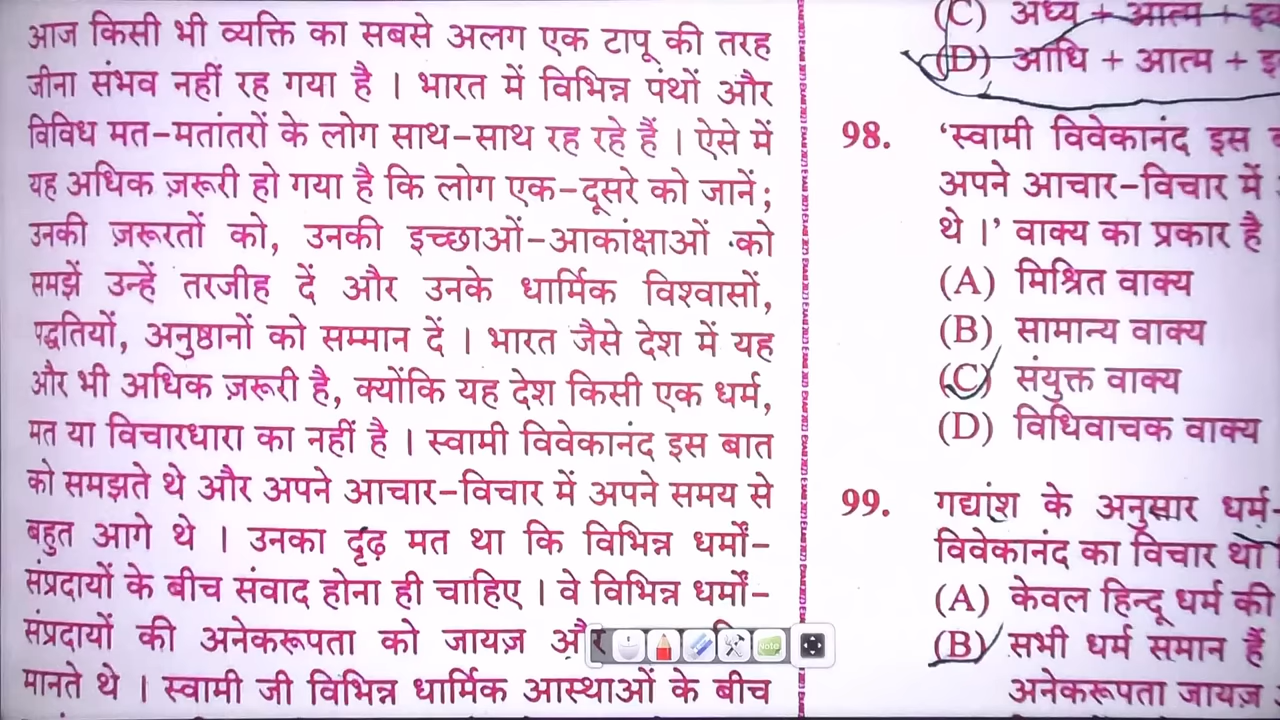 आज किसी भी व्यक्ति का सबसे अलग एक टापू की तरह
जीना संभव नहीं रह गया है । भारत में विभिन्न पंथों और
विविध मत-मतांतरों के लोग साथ-साथ रह रहे हैं । ऐसे में
यह अधिक ज़रूरी हो गया है कि लोग एक-दूसरे को जानें;
उनकी ज़रूरतों को, उनकी इच्छाओं-आकांक्षाओं को
समझें उन्हें तरजीह दें और उनके धार्मिक विश्वासों,
पद्धतियों, अनुष्ठानों को सम्मान दें । भारत जैसे देश में यह
और भी अधिक ज़रूरी है, क्योंकि यह देश किसी एक धर्म,
मत या विचारधारा का नहीं है । स्वामी विवेकानंद इस बात
को समझते थे और अपने आचार-विचार में अपने समय से
बहुत आगे थे । उनका दृढ़ मत था कि विभिन्न धर्मों-
संप्रदायों के बीच संवाद होना ही चाहिए । वे विभिन्न धर्मों-
संप्रदायों की अनेकरूपता को जायज़ और
मानते थे । स्वामी जी विभिन्न धार्मिक आस्थाओं के बीच
(C) अध्य + आत्म +
(D) आधि + आत्म +
98. 'स्वामी विवेकानंद इस
अपने आचार-विचार में
थे ।' वाक्य का प्रकार है
(A) मिश्रित वाक्य
(B) सामान्य वाक्य
(C) संयुक्त वाक्य
(D) विधिवाचक वाक्य
99. गद्यांश के अनुसार धर्म-
विवेकानंद का विचार था
(A) केवल हिन्दू धर्म की
(B) सभी धर्म समान हैं
अनेकरूपता जायज़
Note